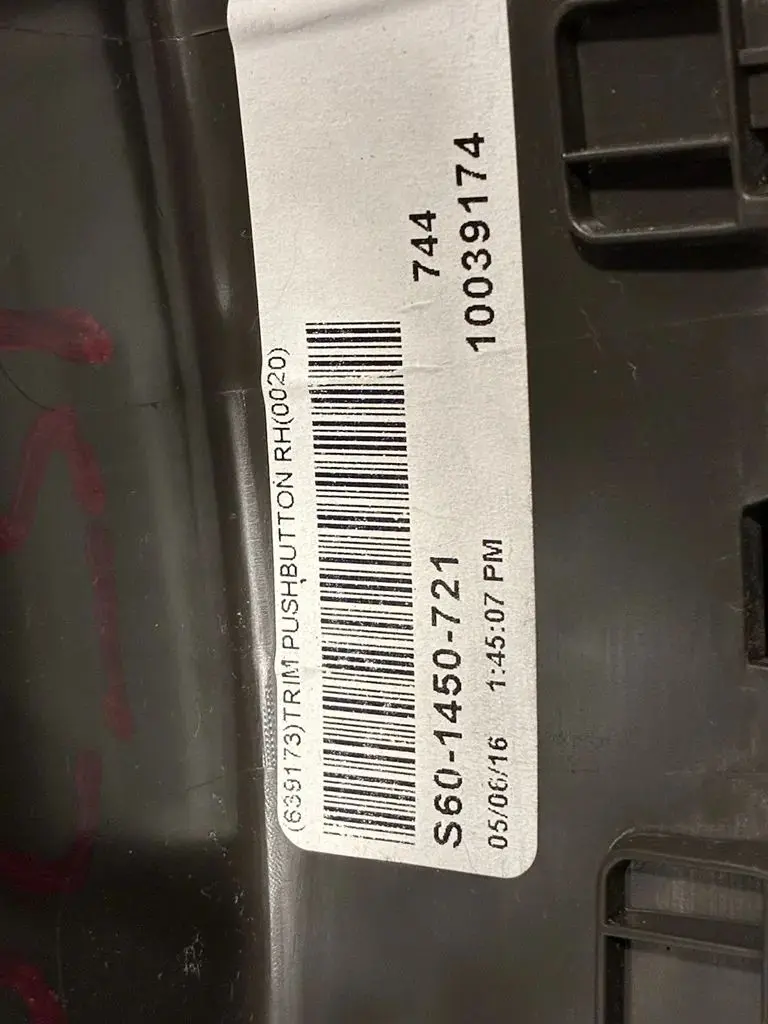 (639173)TRIM PUSHBUTTON RH(0020)
744
S60-1450-721
10039174
05/06/16 1:45:07 PM